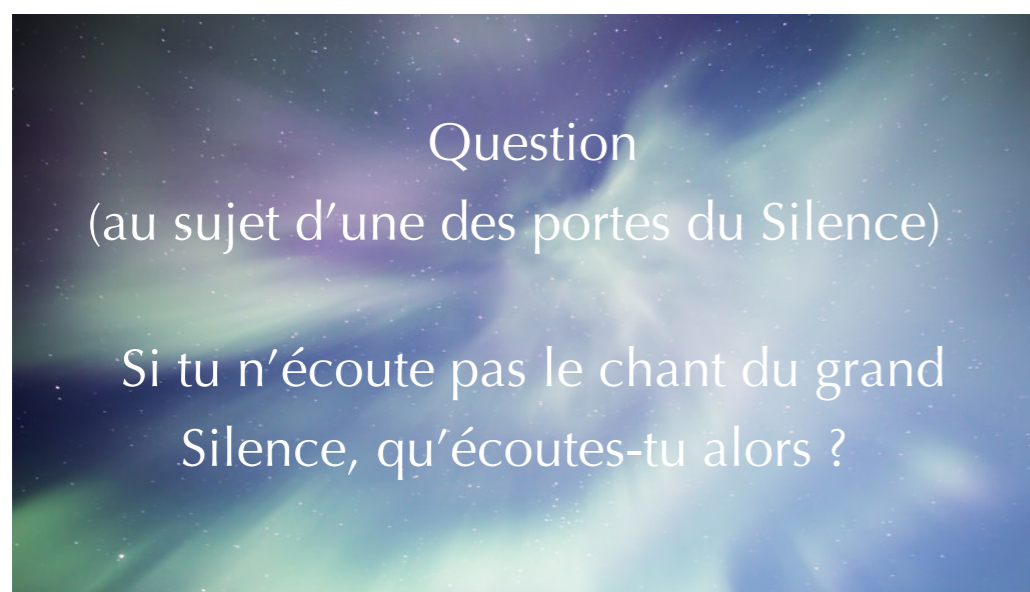 Question
(au sujet d’une des portes du Silence)
Si tu n’écoute pas le chant du grand
Silence, qu’écoutes-tu alors ?